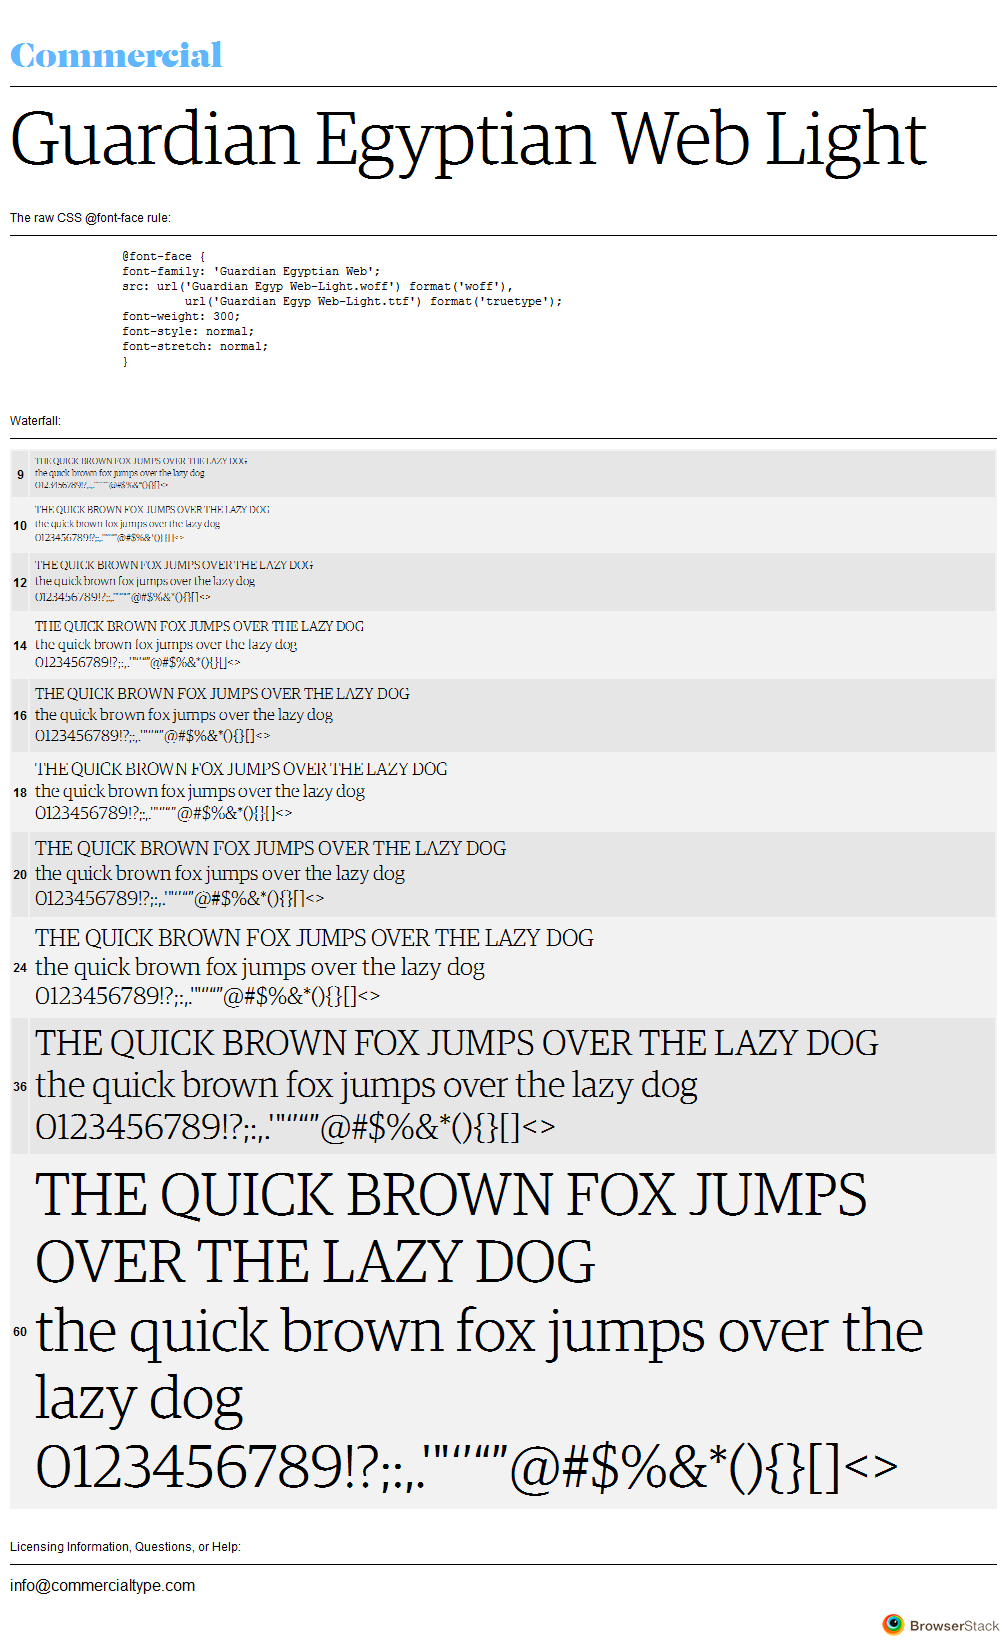 Commercial
Guardian Egyptian Web Light
The raw CSS @font-face rule:
@font-face {
font-family: 'Guardian Egyptian Web';
src: url('Guardian Egyp Web-Light.woff') format('woff'),
url('Guardian Egyp Web-Light.ttf') format('truetype');
font-weight: 300;
font-style: normal;
font-stretch: normal;
}
Waterfall:
THE QUICK BROWN FOX JUMPS OVER THE LAZY DOG
9 the quick brown fox jumps over the lazy dog
0123456789!?;:,.'"‘’“”@#$%&*(){}[]<>
THE QUICK BROWN FOX JUMPS OVER THE LAZY DOG
10 the quick brown fox jumps over the lazy dog
0123456789!?;:,.'"‘’“”@#$%&*(){}[]<>
THE QUICK BROWN FOX JUMPS OVER THE LAZY DOG
12 the quick brown fox jumps over the lazy dog
0123456789!?;:,.'"‘’“”@#$%&*(){}[]<>
THE QUICK BROWN FOX JUMPS OVER THE LAZY DOG
14 the quick brown fox jumps over the lazy dog
0123456789!?;:,.'"‘’“”@#$%&*(){}[]<>
THE QUICK BROWN FOX JUMPS OVER THE LAZY DOG
16 the quick brown fox jumps over the lazy dog
0123456789!?;:,.'"‘’“”@#$%&*(){}[]<>
THE QUICK BROWN FOX JUMPS OVER THE LAZY DOG
18 the quick brown fox jumps over the lazy dog
0123456789!?;:,.'"‘’“”@#$%&*(){}[]<>
THE QUICK BROWN FOX JUMPS OVER THE LAZY DOG
20 the quick brown fox jumps over the lazy dog
0123456789!?;:,.'"‘’“”@#$%&*(){}[]<>
THE QUICK BROWN FOX JUMPS OVER THE LAZY DOG
24 the quick brown fox jumps over the lazy dog
0123456789!?;:,.'"‘’“”@#$%&*(){}[]<>
THE QUICK BROWN FOX JUMPS OVER THE LAZY DOG
36 the quick brown fox jumps over the lazy dog
0123456789!?;:,.'"‘’“”@#$%&*(){}[]<>
THE QUICK BROWN FOX JUMPS
OVER THE LAZY DOG
60 the quick brown fox jumps over the
lazy dog
0123456789!?;:,.'"‘’“”@#$%&*(){}[]<>
Licensing Information, Questions, or Help:
info@commercialtype.com
BrowserStack